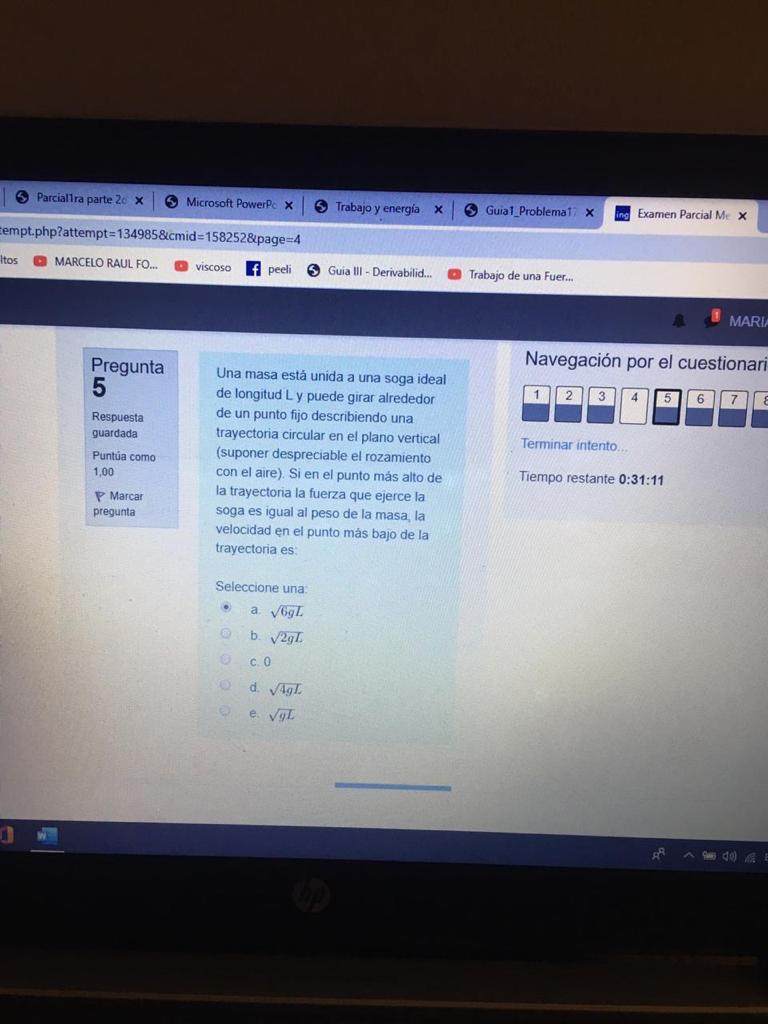 Parcial1ra parte 2
Microsoft PowerPo
Trabajo y energía
Guia1_Problema1
ing Examen Parcial Me
tempt.php?attempt=134985&cmid=158252&page=4
ltos MARCELO RAUL FO... viscoso peeli Guia III - Derivabilid... Trabajo de una Fuer...
1 MARIA
Pregunta
5
Respuesta
guardada
Puntúa como
1,00
Marcar
pregunta
Una masa está unida a una soga ideal
de longitud L y puede girar alrededor
de un punto fijo describiendo una
trayectoria circular en el plano vertical
(suponer despreciable el rozamiento
con el aire). Si en el punto más alto de
la trayectoria la fuerza que ejerce la
soga es igual al peso de la masa, la
velocidad en el punto más bajo de la
trayectoria es:
Seleccione una:
a. √6gL
b. √2gL
c. 0
d. √4gL
e. √gL
Navegación por el cuestionari
1 2 3 4 5 6 7 8
Terminar intento...
Tiempo restante 0:31:11
W
hp